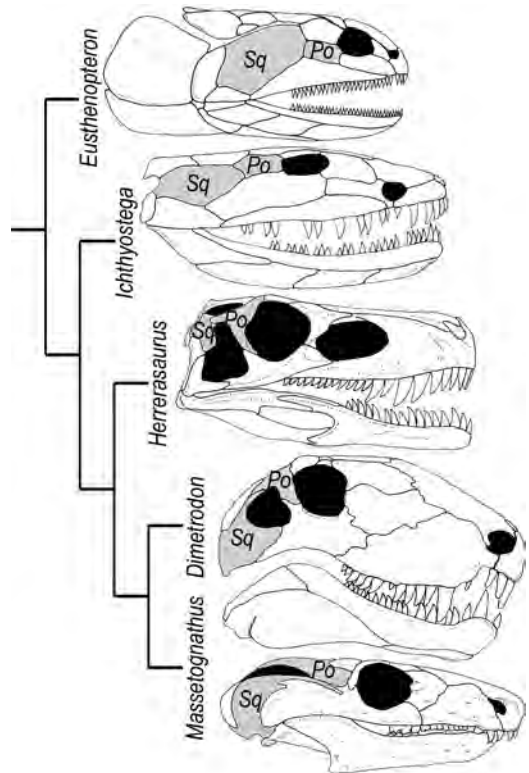 Eusthenopteron
Sq
Po
Ichthyostega
Sq
Po
Herrerasaurus
Sq
Po
Dimetrodon
Sq
Po
Massetognathus
Sq
Po